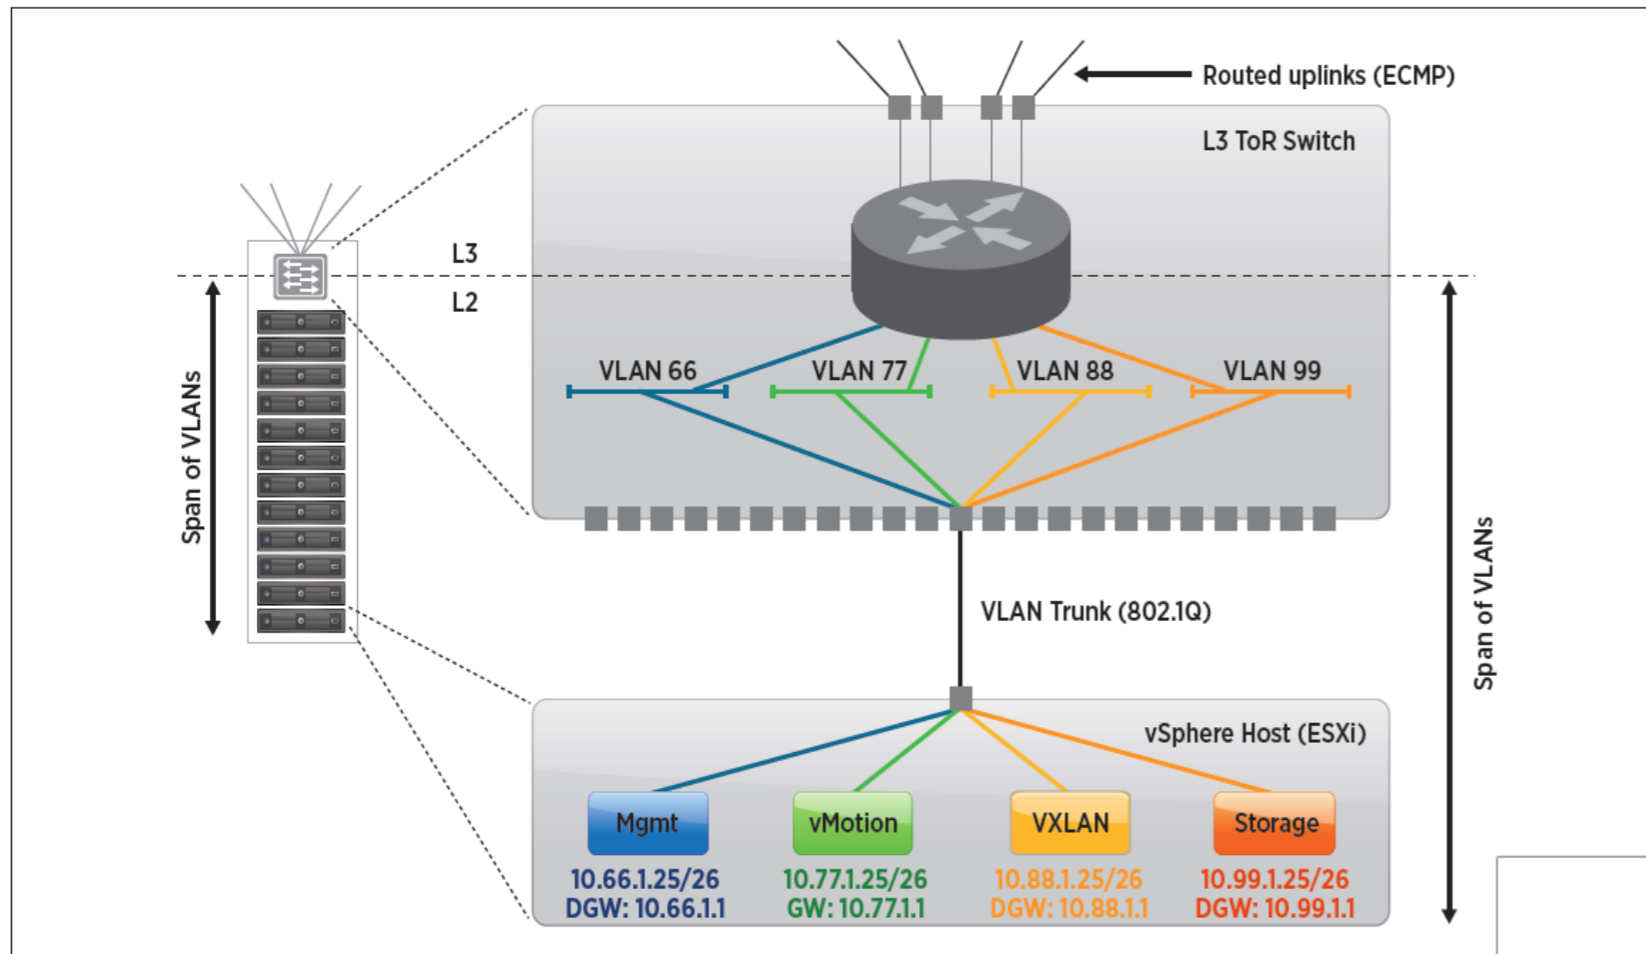 Routed uplinks (ECMP)
L3 ToR Switch
L3
L2
VLAN 66
VLAN 77
VLAN 88
VLAN 99
Span of VLANs
Span of VLANs
VLAN Trunk (802.1Q)
vSphere Host (ESXi)
Mgmt
vMotion
VXLAN
Storage
10.66.1.25/26
DGW: 10.66.1.1
10.77.1.25/26
GW: 10.77.1.1
10.88.1.25/26
DGW: 10.88.1.1
10.99.1.25/26
DGW: 10.99.1.1